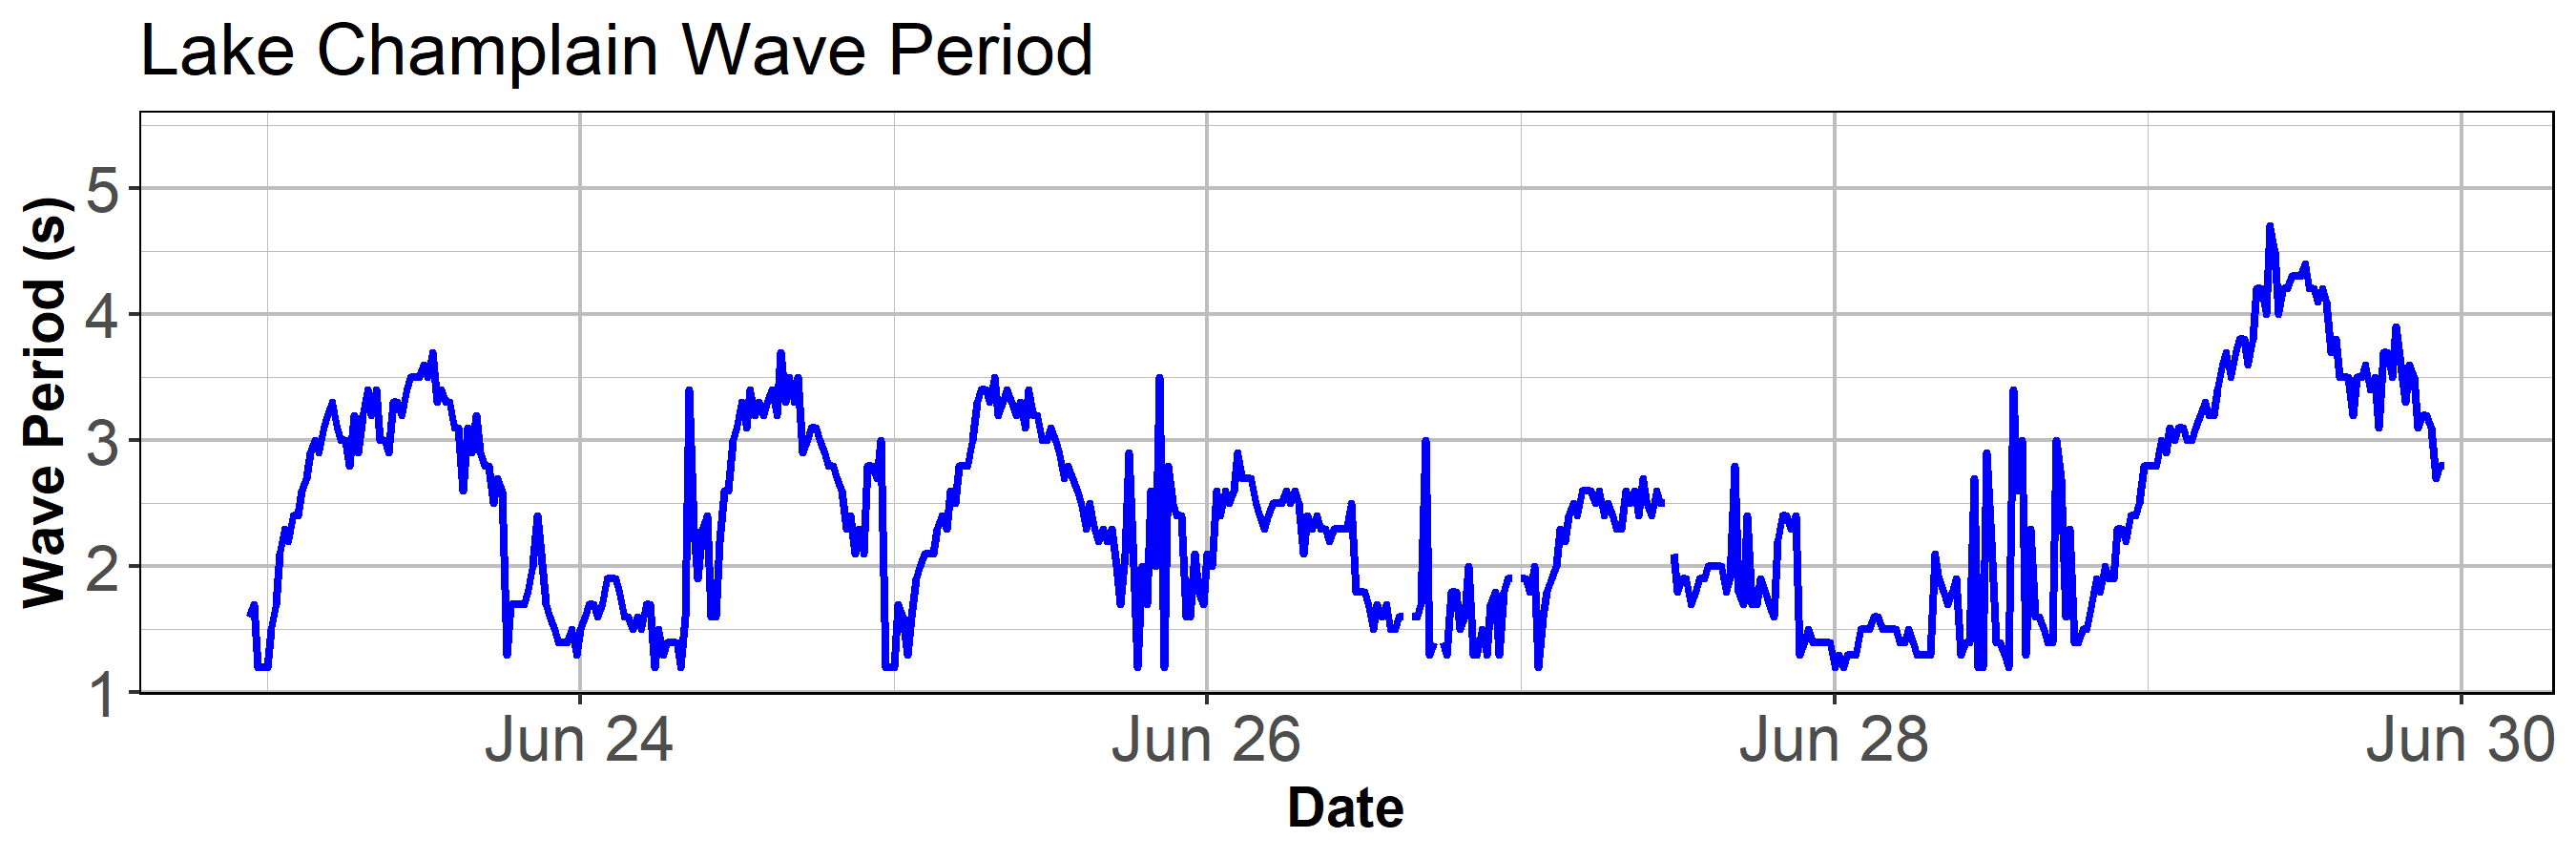 Lake Champlain Wave Period
Wave Period (s)
5
4
3
2
1
Jun 24
Jun 26
Jun 28
Jun 30
Date